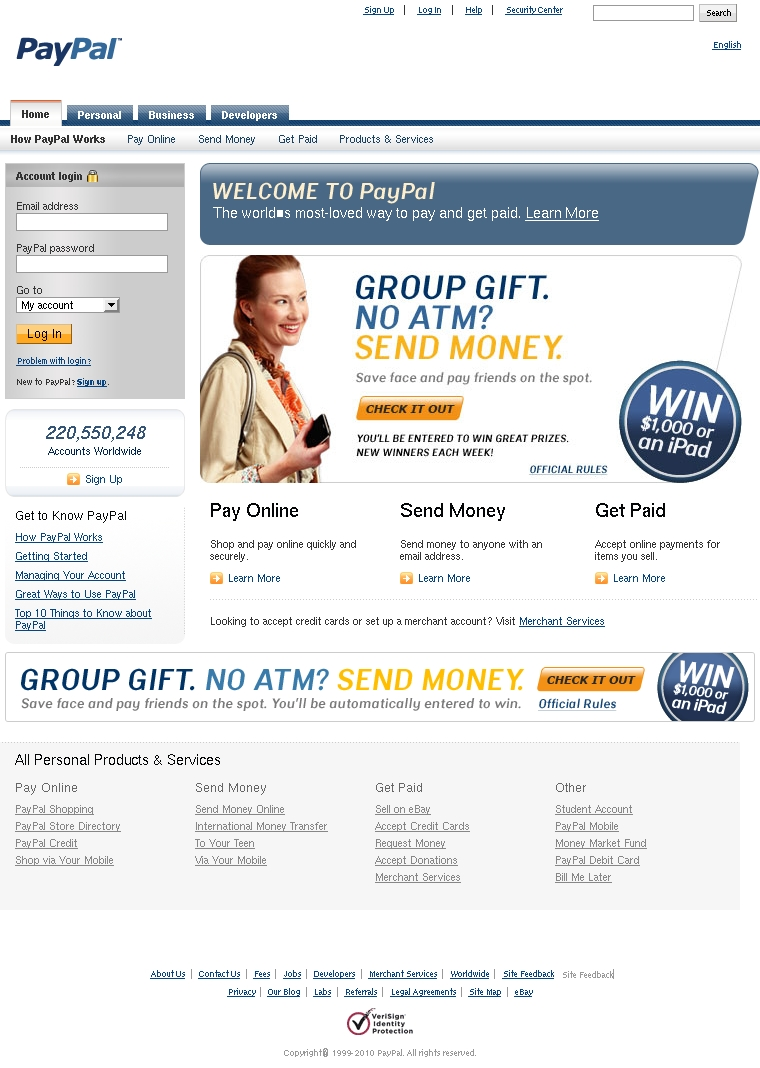 Sign Up | Log In | Help | Security Center
Search
PayPal™
English
Home Personal Business Developers
How PayPal Works Pay Online Send Money Get Paid Products & Services
Account login
Email address
PayPal password
Go to
My account
Log In
Problem with login?
New to PayPal? Sign up.
220,550,248
Accounts Worldwide
Sign Up
Get to Know PayPal
How PayPal Works
Getting Started
Managing Your Account
Great Ways to Use PayPal
Top 10 Things to Know about
PayPal
WELCOME TO PayPal
The world■s most-loved way to pay and get paid. Learn More
GROUP GIFT.
NO ATM?
SEND MONEY.
Save face and pay friends on the spot.
CHECK IT OUT
YOU'LL BE ENTERED TO WIN GREAT PRIZES.
NEW WINNERS EACH WEEK!
OFFICIAL RULES
WIN
$1,000 or
an iPad
Pay Online
Shop and pay online quickly and
securely.
Learn More
Send Money
Send money to anyone with an
email address.
Learn More
Get Paid
Accept online payments for
items you sell.
Learn More
Looking to accept credit cards or set up a merchant account? Visit Merchant Services
GROUP GIFT. NO ATM? SEND MONEY.
Save face and pay friends on the spot. You'll be automatically entered to win.
CHECK IT OUT
Official Rules
WIN
$1,000 or
an iPad
All Personal Products & Services
Pay Online
PayPal Shopping
PayPal Store Directory
PayPal Credit
Shop via Your Mobile
Send Money
Send Money Online
International Money Transfer
To Your Teen
Via Your Mobile
Get Paid
Sell on eBay
Accept Credit Cards
Request Money
Accept Donations
Merchant Services
Other
Student Account
PayPal Mobile
Money Market Fund
PayPal Debit Card
Bill Me Later
About Us | Contact Us | Fees | Jobs | Developers | Merchant Services | Worldwide | Site Feedback Site Feedback|
Privacy | Our Blog | Labs | Referrals | Legal Agreements | Site Map | eBay
VeriSign
Identity
Protection
Copyright� 1999-2010 PayPal. All rights reserved.